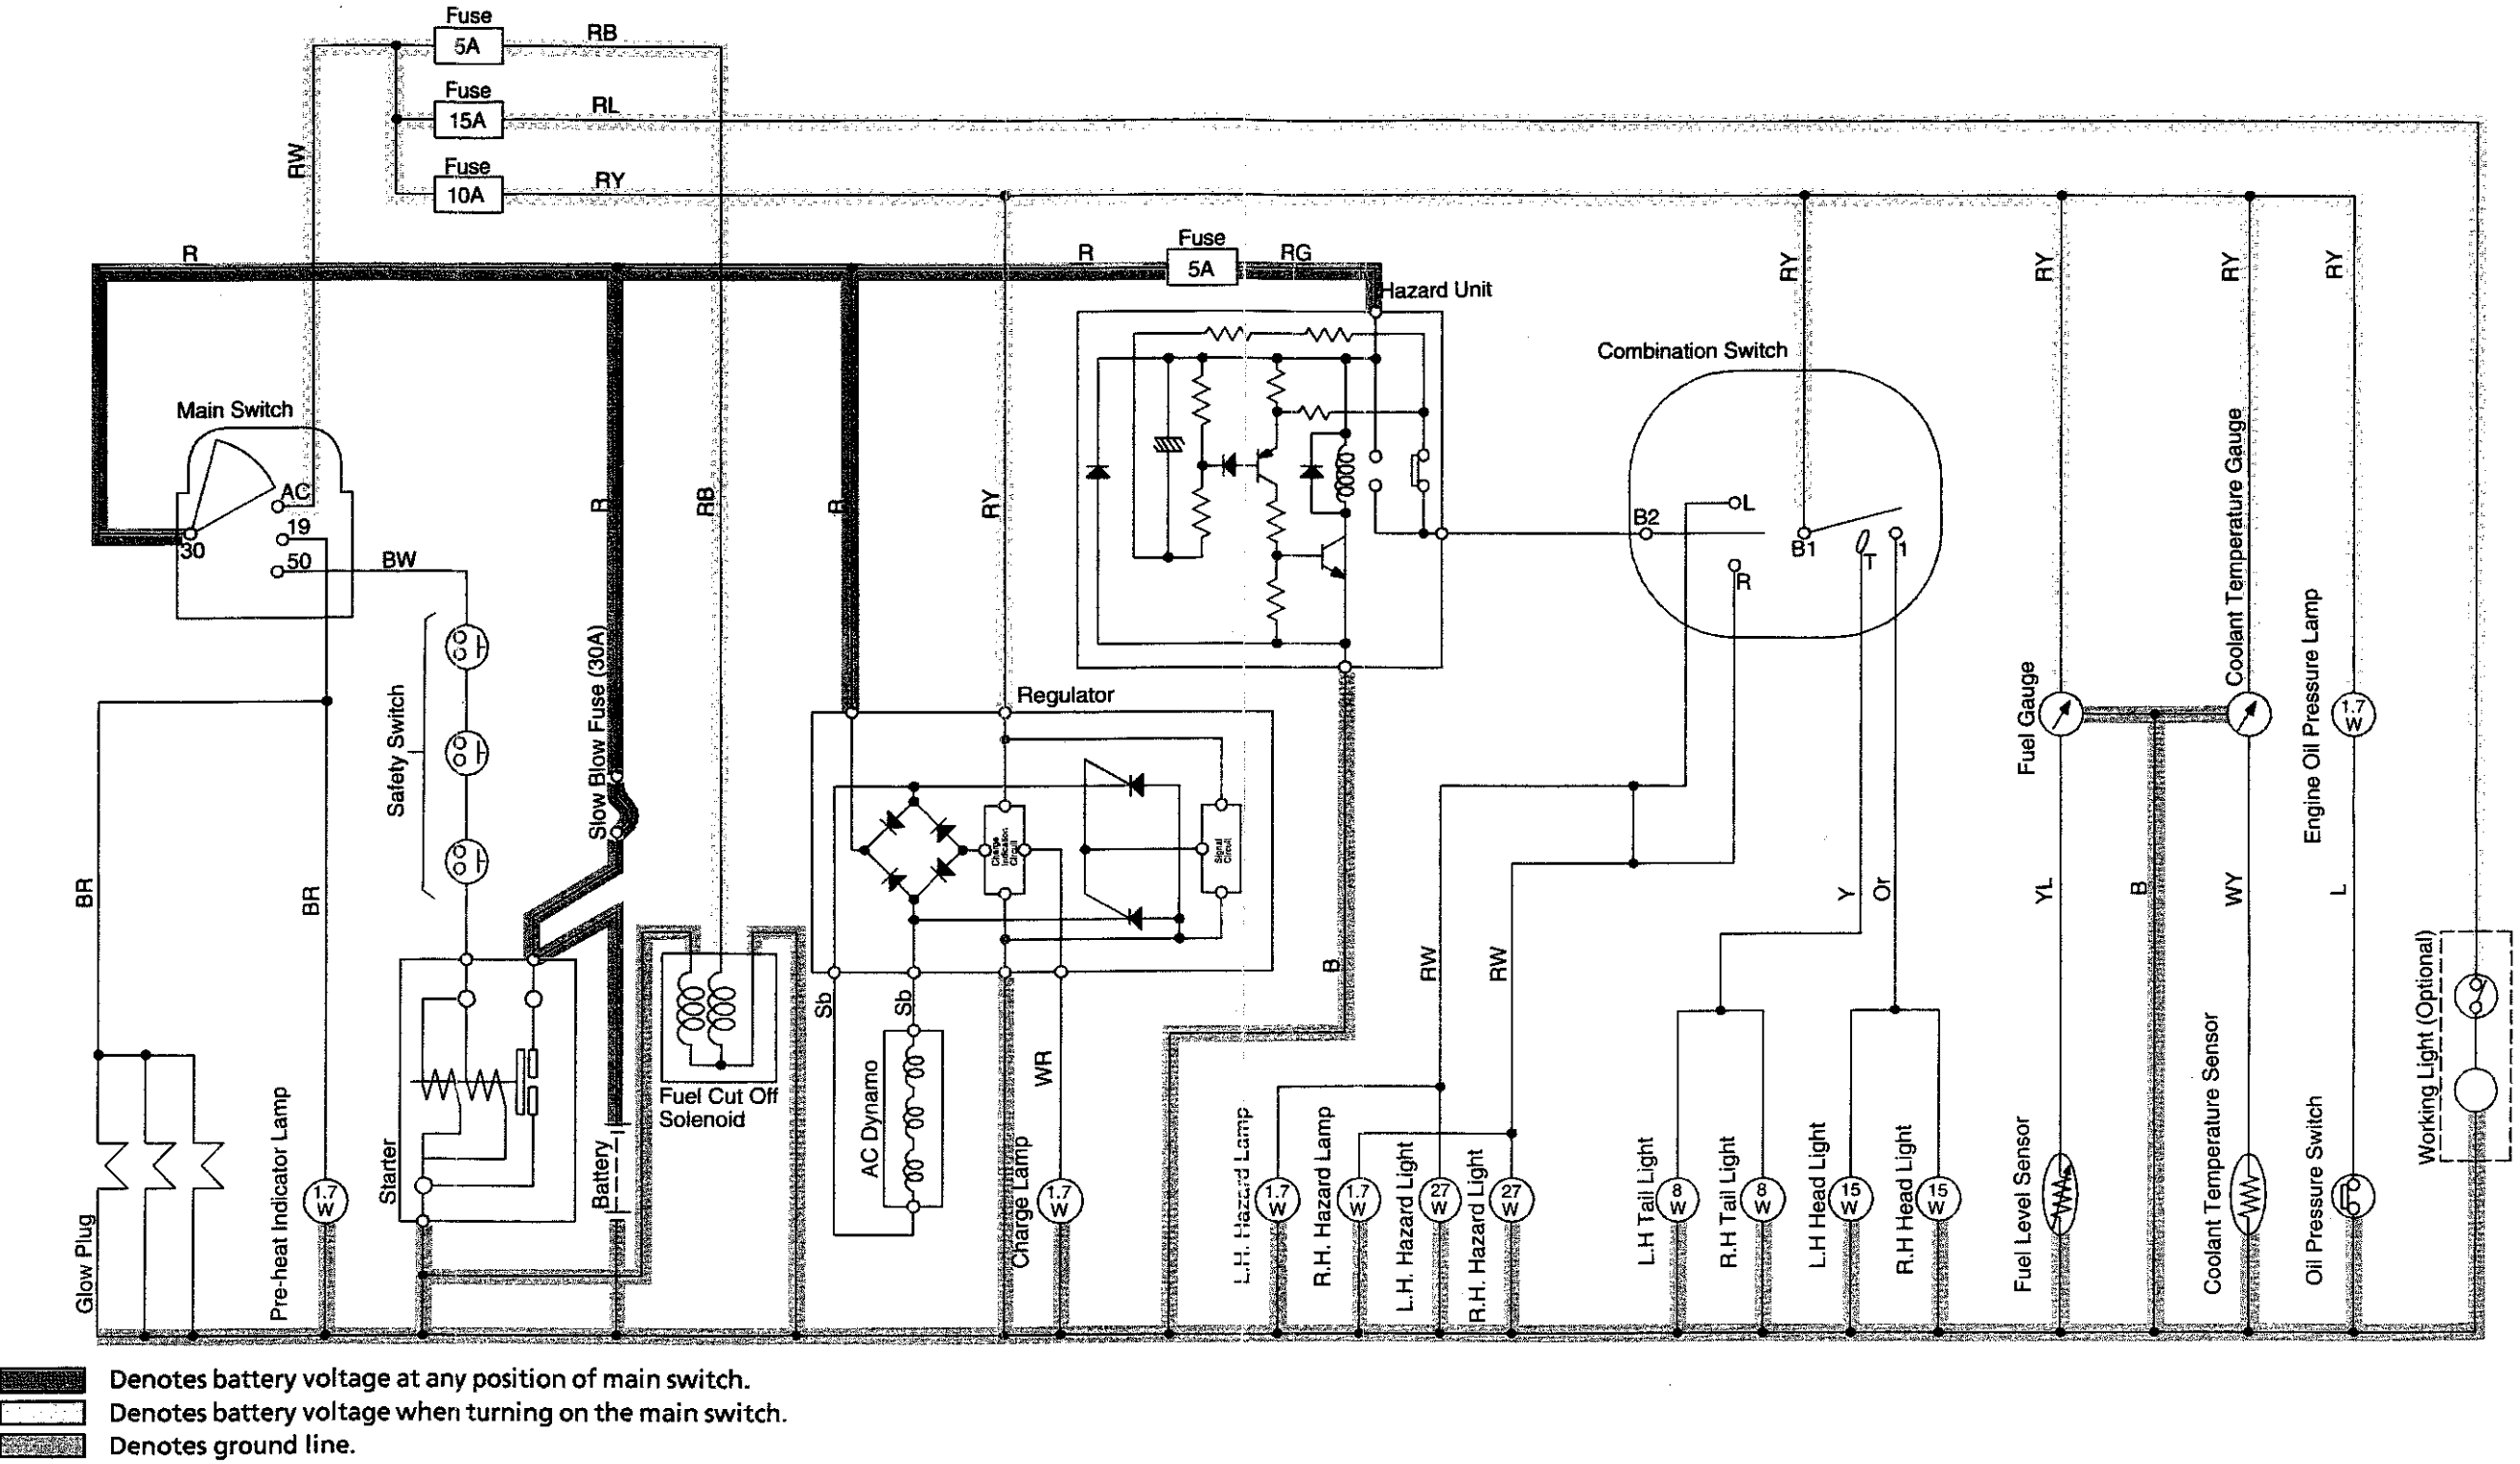 Fuse
5A
RB
Fuse
15A
RL
RW
Fuse
10A
RY
R
R
Fuse
5A
RG
RY
RY
RY
RY
Hazard Unit
Combination Switch
Main Switch
AC
19
30
50
BW
R
RB
R
RY
L
B2
B1
T
1
R
Coolant Temperature Gauge
Engine Oil Pressure Lamp
Fuel Gauge
1.7
W
Safety Switch
Slow Blow Fuse (30A)
Regulator
Charge
Indication
Circuit
Signal
Circuit
BR
BR
Y
Or
YL
B
WY
L
RW
RW
B
Sb
Sb
WR
Fuel Cut Off
Solenoid
AC Dynamo
Working Light (Optional)
Glow Plug
Pre-heat Indicator Lamp
1.7
W
Starter
Battery
Charge Lamp
1.7
W
L.H. Hazard Lamp
1.7
W
R.H. Hazard Lamp
1.7
W
L.H. Hazard Light
27
W
R.H. Hazard Light
27
W
L.H Tail Light
8
W
R.H Tail Light
8
W
L.H Head Light
15
W
R.H Head Light
15
W
Fuel Level Sensor
Coolant Temperature Sensor
Oil Pressure Switch
Denotes battery voltage at any position of main switch.
Denotes battery voltage when turning on the main switch.
Denotes ground line.